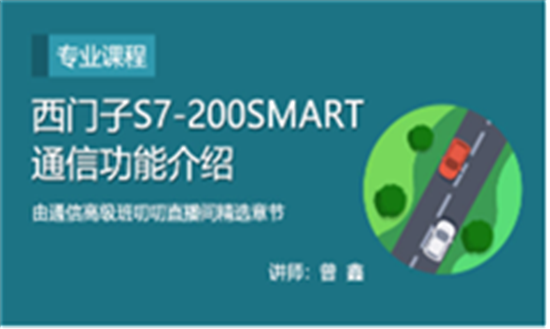 专业课程
西门子S7-200SMART
通信功能介绍
由通信高级班叨叨直播间精选章节
讲师：曾 鑫